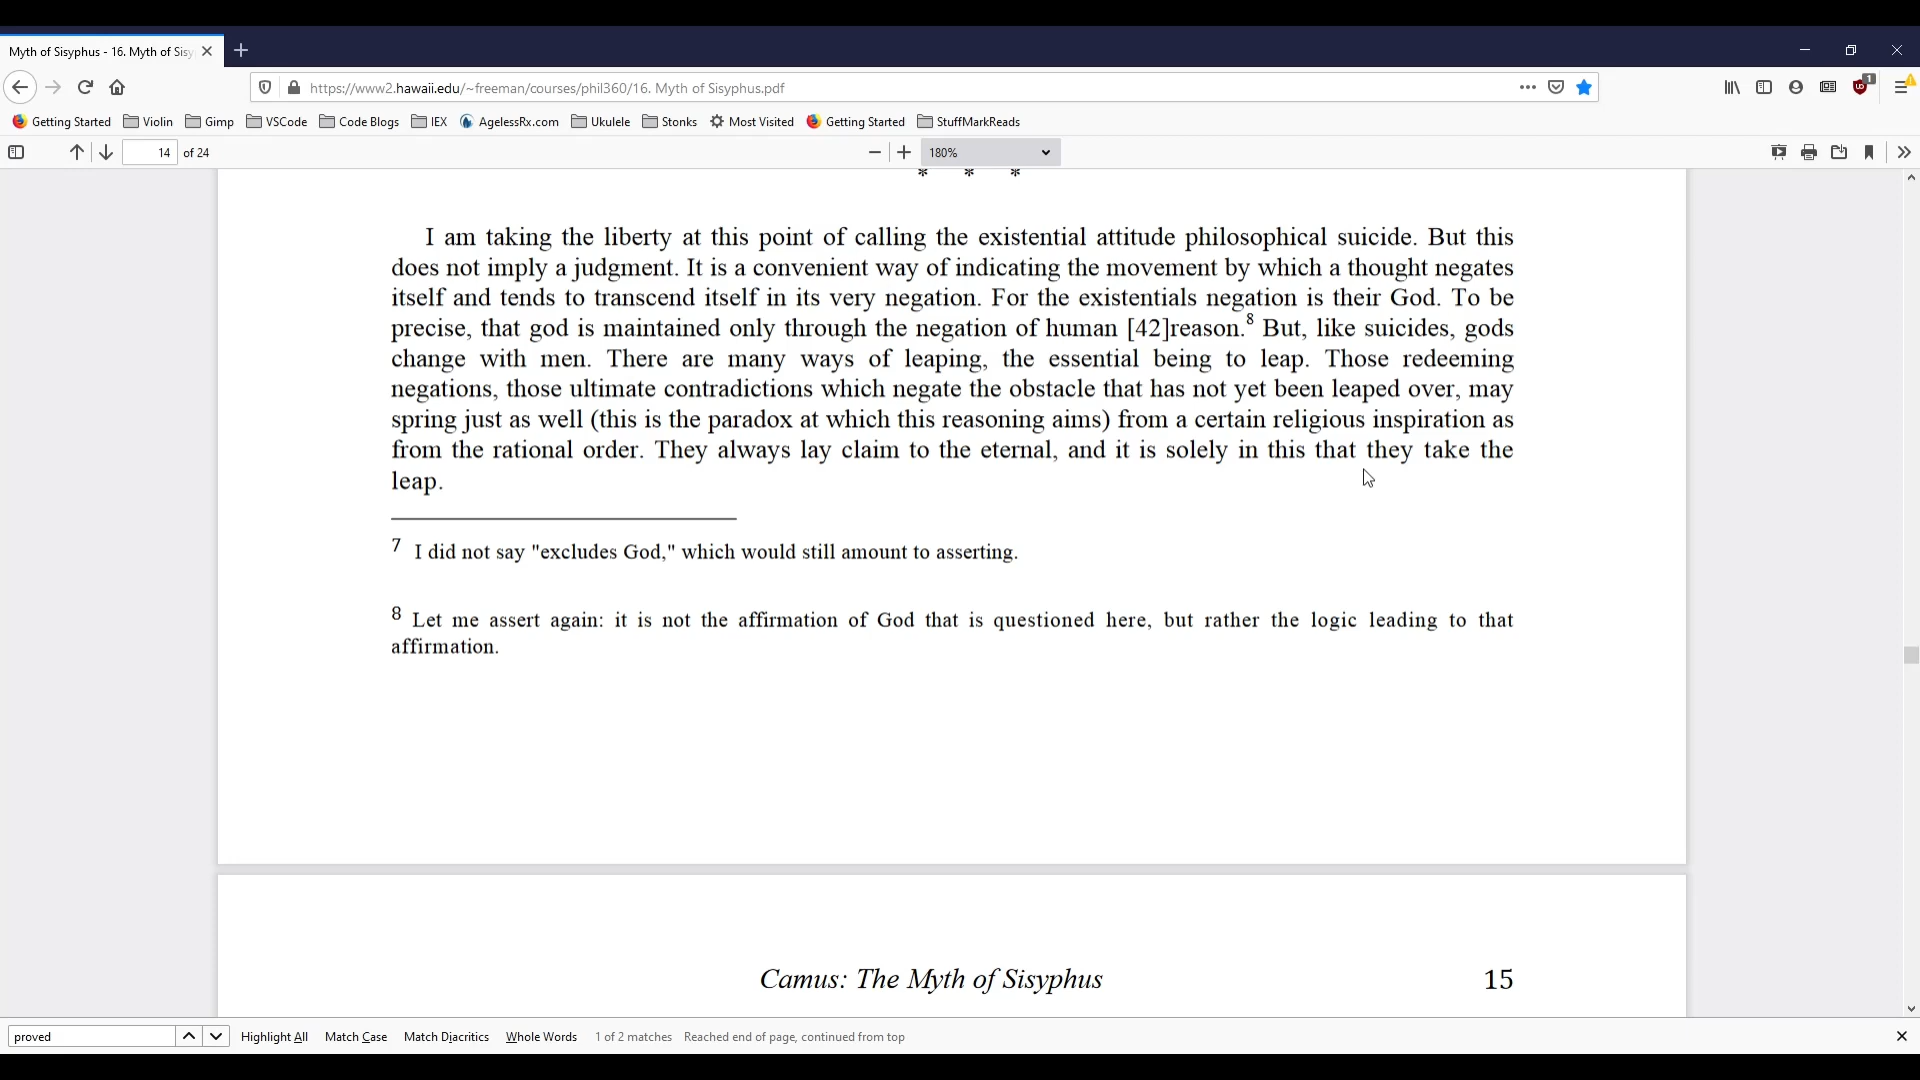 Myth of Sisyphus - 16. Myth of Sisy
https://www2.hawaii.edu/~freeman/courses/phil360/16. Myth of Sisyphus.pdf
1
Getting Started Violin Gimp VSCode Code Blogs IEX AgelessRx.com Ukulele Stonks Most Visited Getting Started StuffMarkReads
14 of 24 180%
* * *
I am taking the liberty at this point of calling the existential attitude philosophical suicide. But this
does not imply a judgment. It is a convenient way of indicating the movement by which a thought negates
itself and tends to transcend itself in its very negation. For the existentials negation is their God. To be
precise, that god is maintained only through the negation of human [42]reason.8 But, like suicides, gods
change with men. There are many ways of leaping, the essential being to leap. Those redeeming
negations, those ultimate contradictions which negate the obstacle that has not yet been leaped over, may
spring just as well (this is the paradox at which this reasoning aims) from a certain religious inspiration as
from the rational order. They always lay claim to the eternal, and it is solely in this that they take the
leap.
7 I did not say "excludes God," which would still amount to asserting.
8 Let me assert again: it is not the affirmation of God that is questioned here, but rather the logic leading to that
affirmation.
Camus: The Myth of Sisyphus 15
proved Highlight All Match Case Match Diacritics Whole Words 1 of 2 matches Reached end of page, continued from top